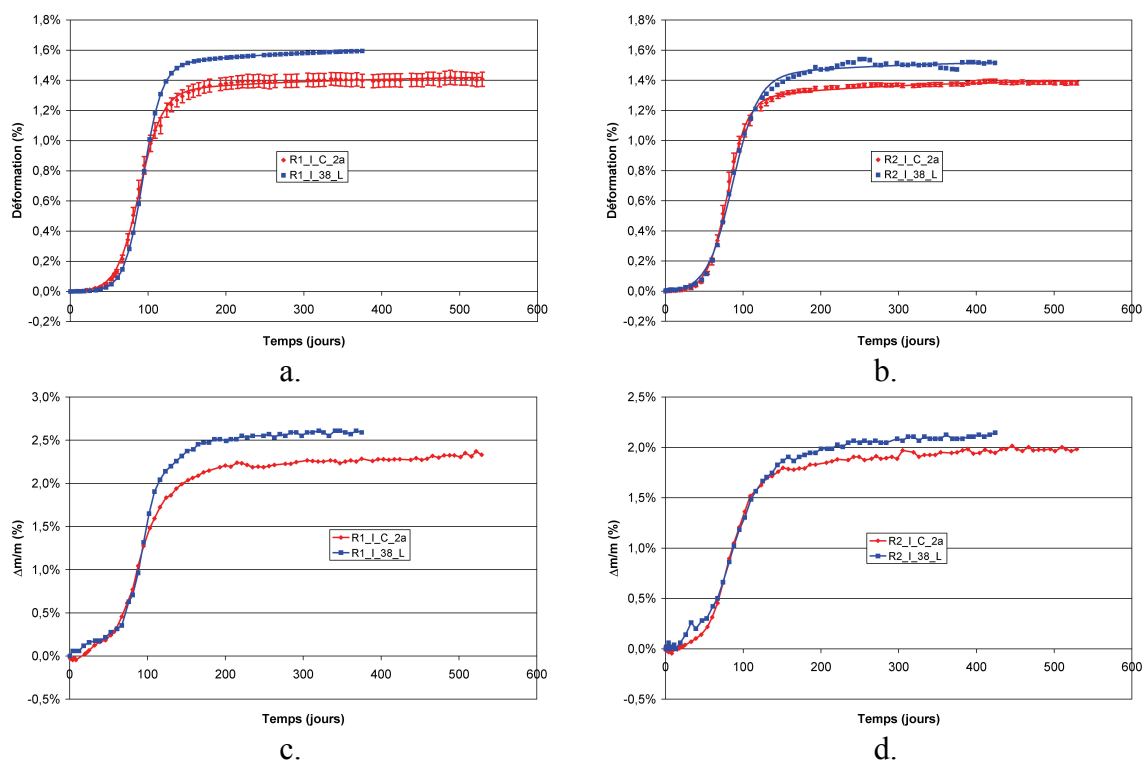 1,8%
1,6%
1,4%
1,2%
1,0%
0,8%
0,6%
0,4%
0,2%
0,0%
-0,2%
0 100 200 300 400 500 600
Temps (jours)
Déformation (%)
R1_I_C_2a
R1_I_38_L
a.
1,8%
1,6%
1,4%
1,2%
1,0%
0,8%
0,6%
0,4%
0,2%
0,0%
-0,2%
0 100 200 300 400 500 600
Temps (jours)
Déformation (%)
R2_I_C_2a
R2_I_38_L
b.
3,0%
2,5%
2,0%
1,5%
1,0%
0,5%
0,0%
-0,5%
0 100 200 300 400 500 600
Temps (jours)
Δm/m (%)
R1_I_C_2a
R1_I_38_L
c.
2,5%
2,0%
1,5%
1,0%
0,5%
0,0%
-0,5%
0 100 200 300 400 500 600
Temps (jours)
Δm/m (%)
R2_I_C_2a
R2_I_38_L
d.